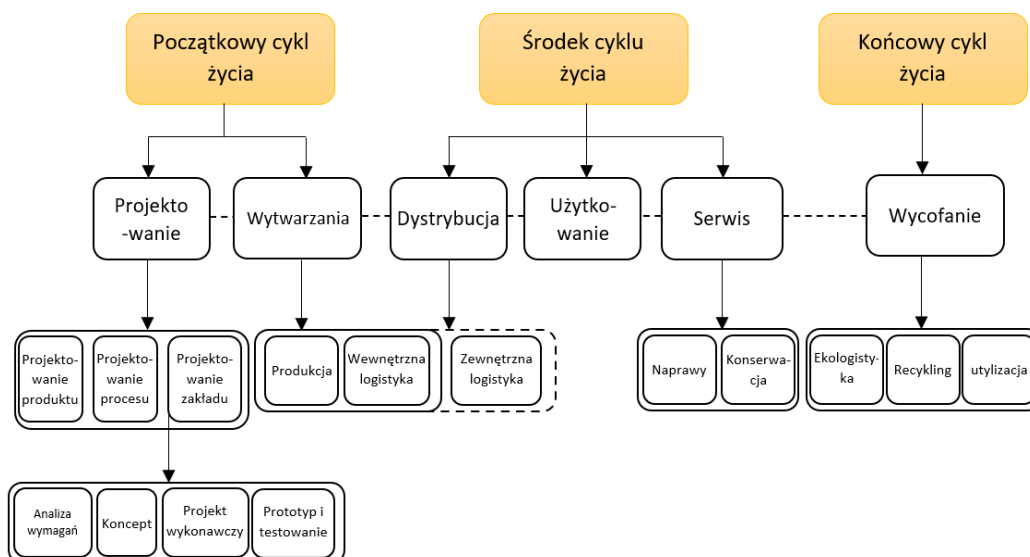 Początkowy cykl
życia
Środek cyklu
życia
Końcowy cykl
życia
Projekto
-wanie
Wytwarzania
Dystrybucja
Użytko-
wanie
Serwis
Wycofanie
Projekto-
wanie
produktu
Projekto-
wanie
procesu
Projekto-
wanie
zakładu
Produkcja
Wewnętrzna
logistyka
Zewnętrzna
logistyka
Naprawy
Konserwa-
cja
Ekologisty-
ka
Recykling
utylizacja
Analiza
wymagań
Koncept
Projekt
wykonawczy
Prototyp i
testowanie